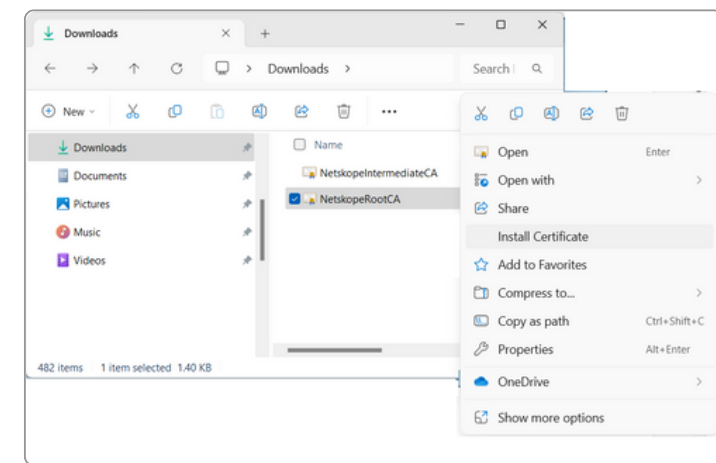 Downloads
Downloads
Search
New
Downloads
Documents
Pictures
Music
Videos
Name
NetskopeIntermediateCA
NetskopeRootCA
482 items 1 item selected 1.40 KB
Open Enter
Open with
Share
Install Certificate
Add to Favorites
Compress to...
Copy as path Ctrl+Shift+C
Properties Alt+Enter
OneDrive
Show more options